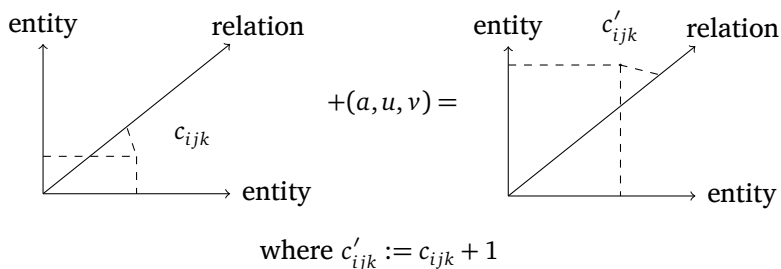 entity
relation
c_{ijk}
entity
+(a, u, v) =
entity
c'_{ijk}
relation
entity
where c'_{ijk} := c_{ijk} + 1